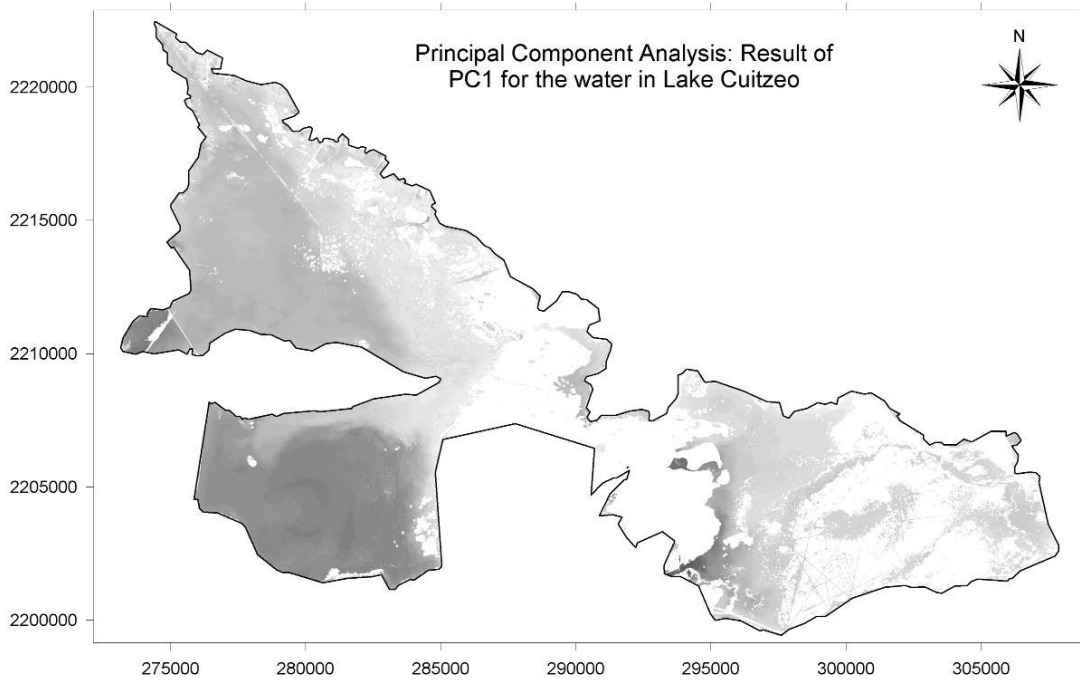 Principal Component Analysis: Result of
PC1 for the water in Lake Cuitzeo
N
2220000
2215000
2210000
2205000
2200000
275000 280000 285000 290000 295000 300000 305000